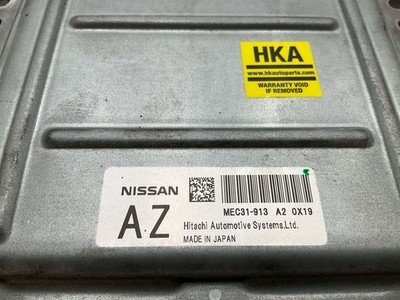 HKA
www.hkautoparts.com
WARRANTY VOID
IF REMOVED
NISSAN
MEC31-913 A2 0X19
AZ
Hitachi Automotive Systems,Ltd.
MADE IN JAPAN